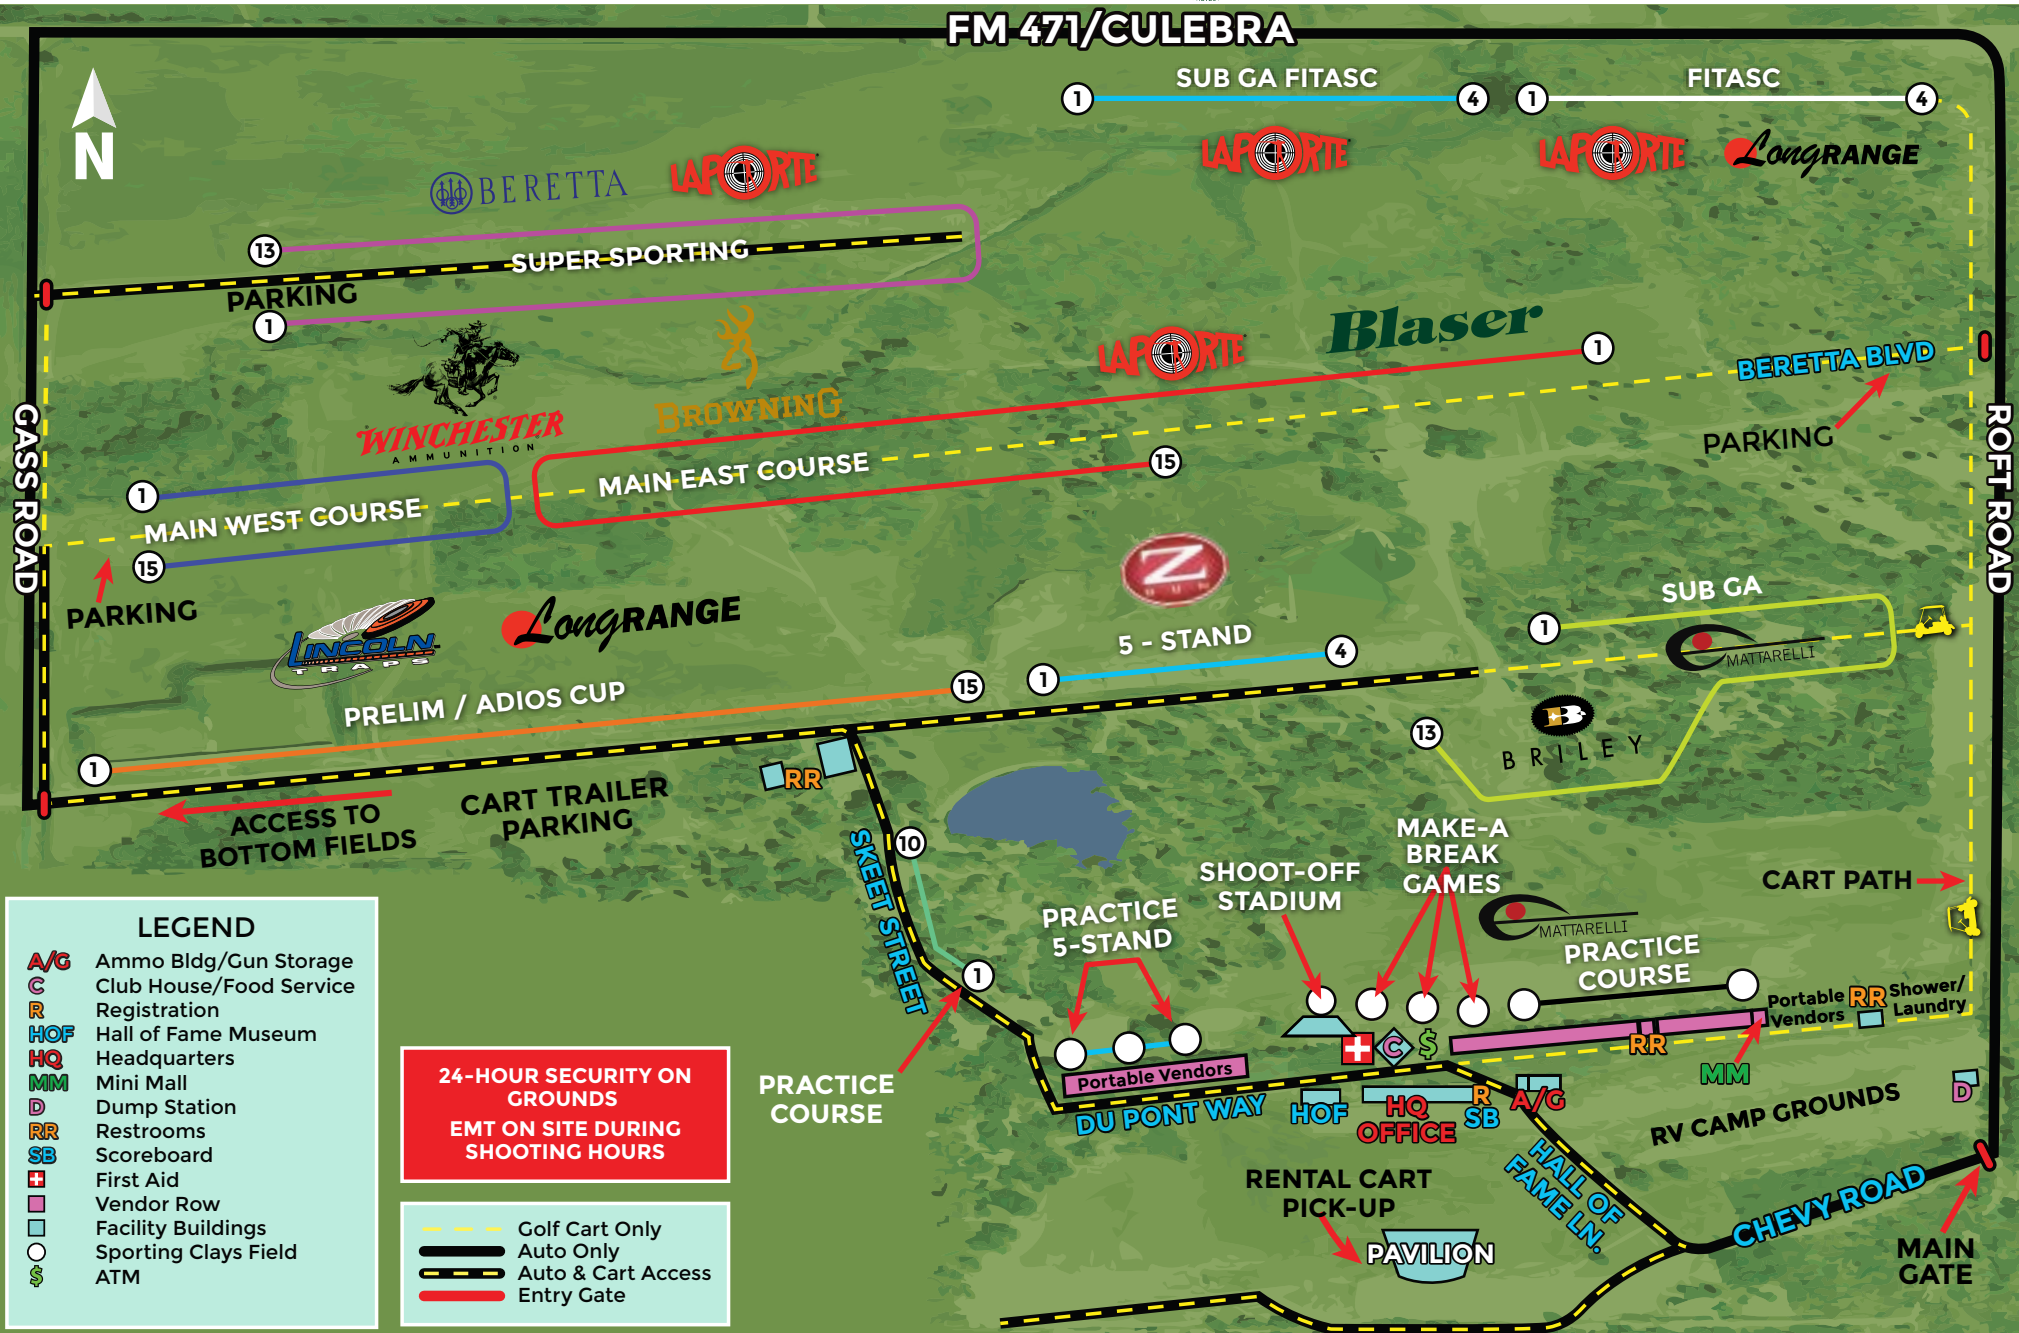 FM 471/CULEBRA
SUB GA FITASC
1
4
FITASC
1
4
N
LAPORTE
LAPORTE
LongRANGE
BERETTA
LAPORTE
13
SUPER SPORTING
PARKING
1
LAPORTE
Blaser
1
BERETTA BLVD
PARKING
GASS ROAD
ROFT ROAD
WINCHESTER
AMMUNITION
BROWNING
MAIN EAST COURSE
15
1
MAIN WEST COURSE
15
PARKING
Z
GUN
LINCOLN
TRAPS
LongRANGE
5 - STAND
1
4
SUB GA
1
MATTARELLI
BRILEY
13
PRELIM / ADIOS CUP
15
1
ACCESS TO
BOTTOM FIELDS
CART TRAILER
PARKING
RR
SKEET STREET
10
1
PRACTICE
COURSE
PRACTICE
5-STAND
SHOOT-OFF
STADIUM
MAKE-A
BREAK
GAMES
MATTARELLI
PRACTICE
COURSE
CART PATH
Portable
Vendors
RR
Shower/
Laundry
Portable Vendors
C
$
RR
MM
D
DU PONT WAY
HOF
HQ
OFFICE
R
SB
A/G
RV CAMP GROUNDS
HALL OF
FAME LN.
CHEVY ROAD
MAIN
GATE
RENTAL CART
PICK-UP
PAVILION
LEGEND
A/G Ammo Bldg/Gun Storage
C Club House/Food Service
R Registration
HOF Hall of Fame Museum
HQ Headquarters
MM Mini Mall
D Dump Station
RR Restrooms
SB Scoreboard
First Aid
Vendor Row
Facility Buildings
Sporting Clays Field
$ ATM
24-HOUR SECURITY ON
GROUNDS
EMT ON SITE DURING
SHOOTING HOURS
Golf Cart Only
Auto Only
Auto & Cart Access
Entry Gate